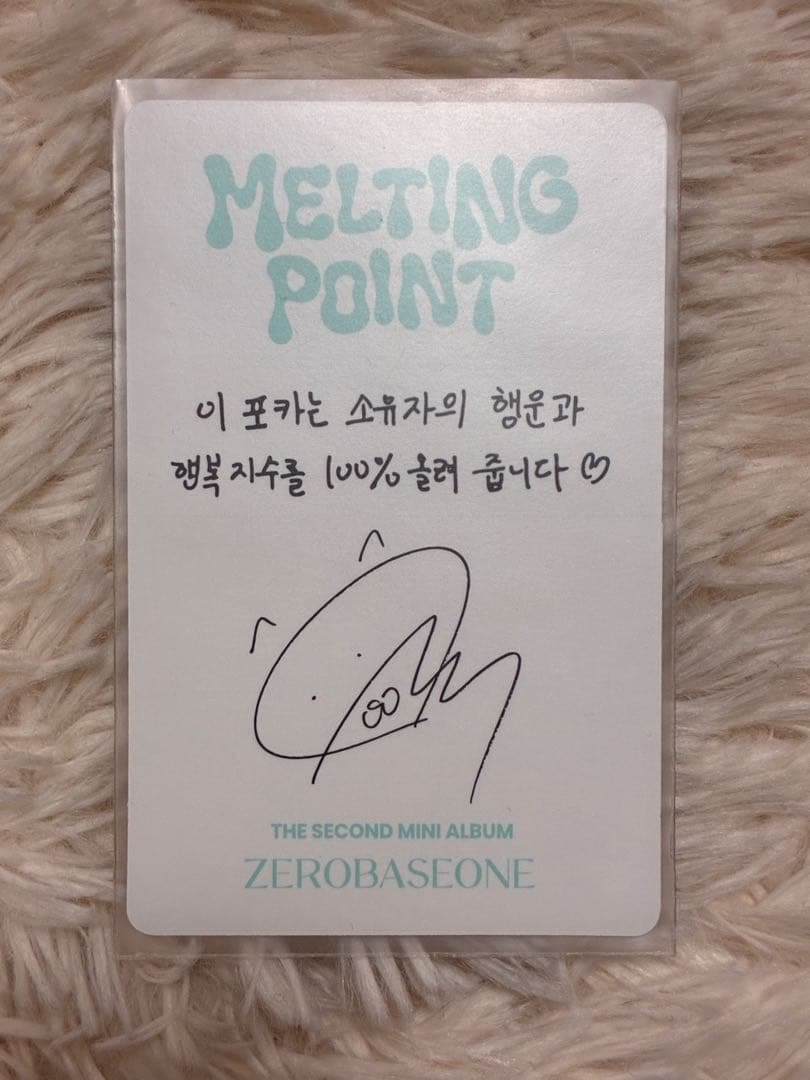 MELTING
POINT
이 포카는 소유자의 행운과
행복지수를 100% 올려 줍니다♡
THE SECOND MINI ALBUM
ZEROBASEONE